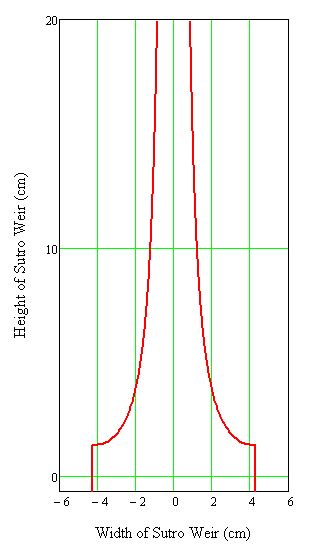 20
10
0
Height of Sutro Weir (cm)
− 6 − 4 − 2 0 2 4 6
Width of Sutro Weir (cm)